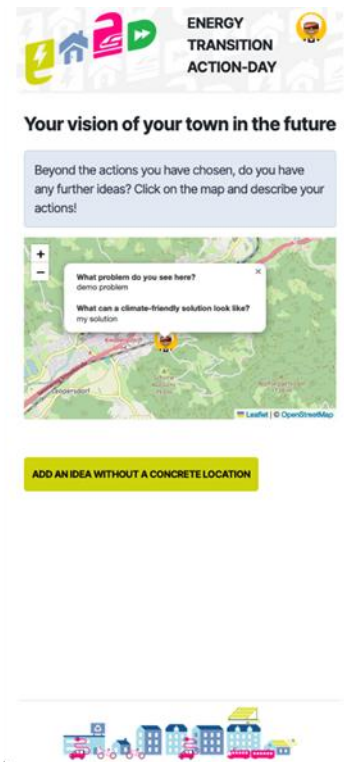 ENERGY
TRANSITION
ACTION-DAY
Your vision of your town in the future
Beyond the actions you have chosen, do you have
any further ideas? Click on the map and describe your
actions!
+
−
×
What problem do you see here?
demo problem
What can a climate-friendly solution look like?
my solution
Leaflet | © OpenStreetMap
ADD AN IDEA WITHOUT A CONCRETE LOCATION